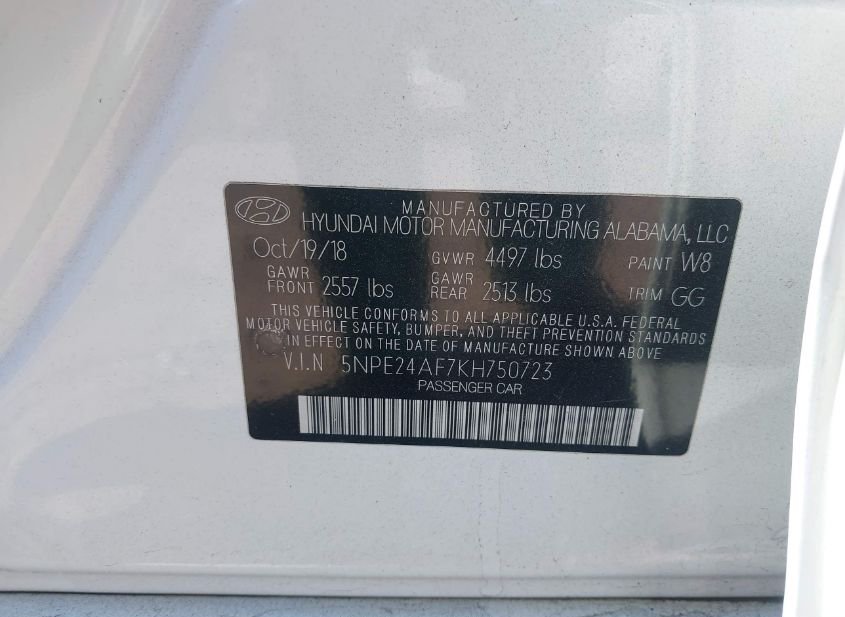 MANUFACTURED BY
HYUNDAI MOTOR MANUFACTURING ALABAMA, LLC
Oct/19/18 GVWR 4497 lbs PAINT W8
GAWR FRONT 2557 lbs GAWR REAR 2513 lbs TRIM GG
THIS VEHICLE CONFORMS TO ALL APPLICABLE U.S.A. FEDERAL
MOTOR VEHICLE SAFETY, BUMPER, AND THEFT PREVENTION STANDARDS
IN EFFECT ON THE DATE OF MANUFACTURE SHOWN ABOVE
V.I.N 5NPE24AF7KH750723
PASSENGER CAR